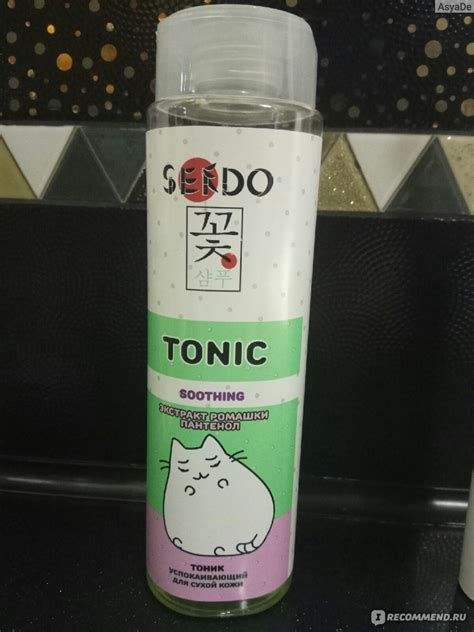 AsyaDe
SENDO
꽃
샴푸
TONIC
SOOTHING
ЭКСТРАКТ РОМАШКИ
ПАНТЕНОЛ
ТОНИК
УСПОКАИВАЮЩИЙ
ДЛЯ СУХОЙ КОЖИ
I RECOMMEND.RU